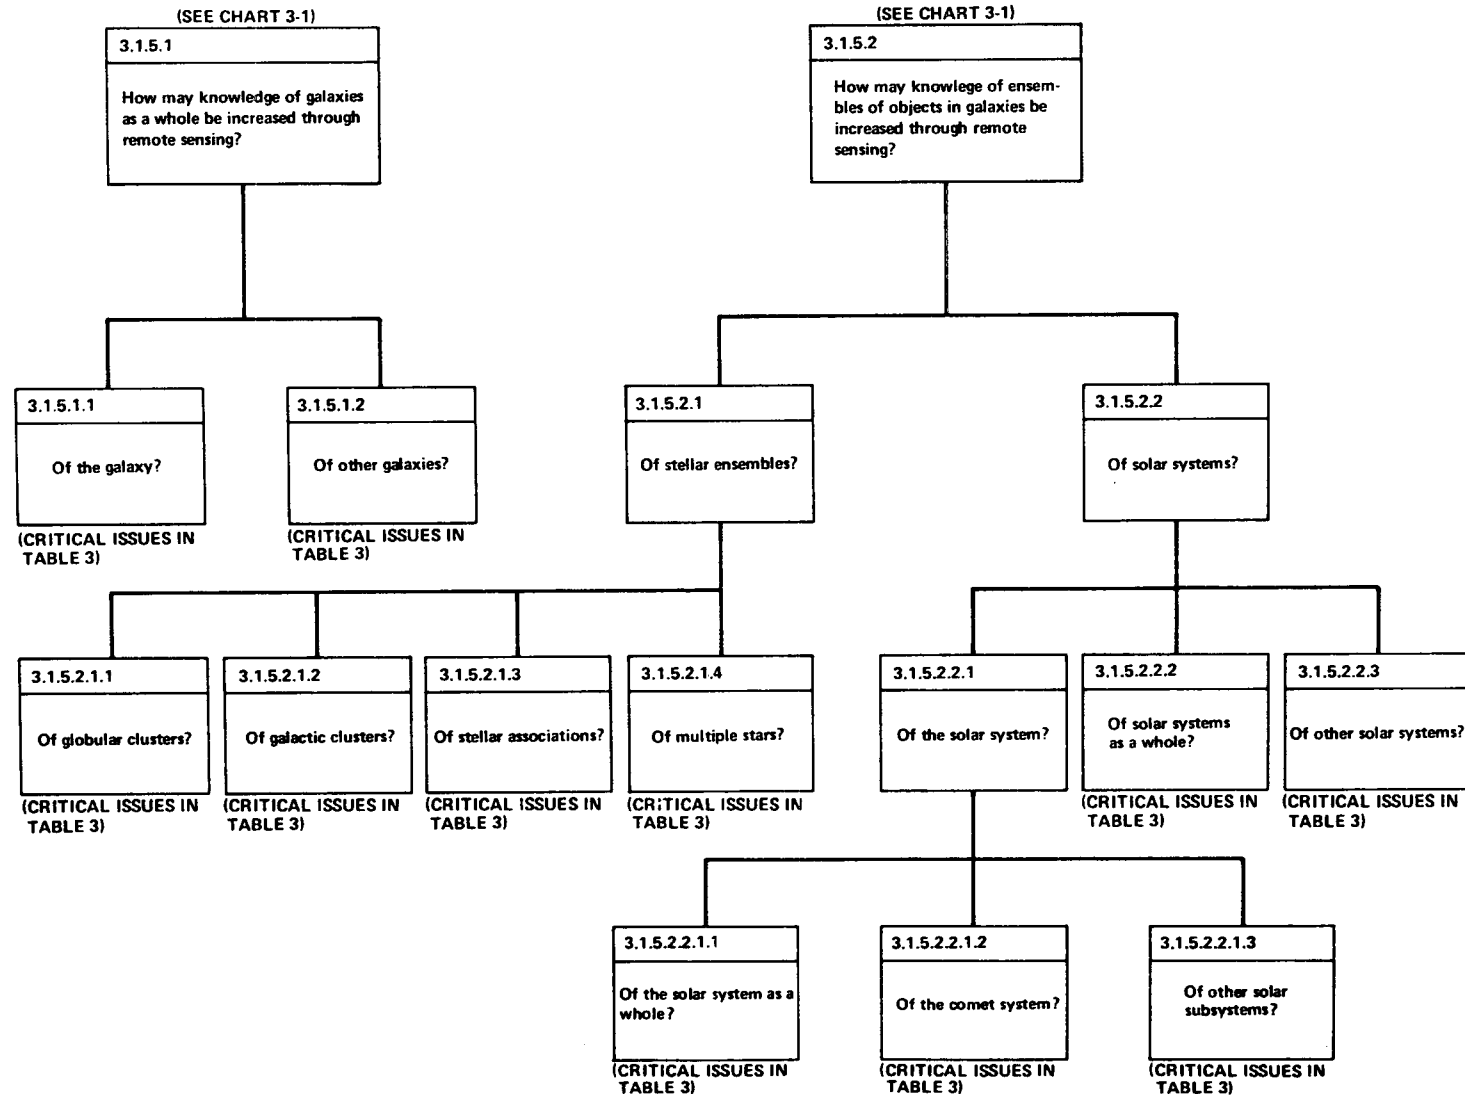 (SEE CHART 3-1)
3.1.5.1
How may knowledge of galaxies
as a whole be increased through
remote sensing?
(SEE CHART 3-1)
3.1.5.2
How may knowlege of ensem-
bles of objects in galaxies be
increased through remote
sensing?
3.1.5.1.1
Of the galaxy?
(CRITICAL ISSUES IN
TABLE 3)
3.1.5.1.2
Of other galaxies?
(CRITICAL ISSUES IN
TABLE 3)
3.1.5.2.1
Of stellar ensembles?
3.1.5.2.2
Of solar systems?
3.1.5.2.1.1
Of globular clusters?
(CRITICAL ISSUES IN
TABLE 3)
3.1.5.2.1.2
Of galactic clusters?
(CRITICAL ISSUES IN
TABLE 3)
3.1.5.2.1.3
Of stellar associations?
(CRITICAL ISSUES IN
TABLE 3)
3.1.5.2.1.4
Of multiple stars?
(CRITICAL ISSUES IN
TABLE 3)
3.1.5.2.2.1
Of the solar system?
3.1.5.2.2.2
Of solar systems
as a whole?
(CRITICAL ISSUES IN
TABLE 3)
3.1.5.2.2.3
Of other solar systems?
(CRITICAL ISSUES IN
TABLE 3)
3.1.5.2.2.1.1
Of the solar system as a
whole?
(CRITICAL ISSUES IN
TABLE 3)
3.1.5.2.2.1.2
Of the comet system?
(CRITICAL ISSUES IN
TABLE 3)
3.1.5.2.2.1.3
Of other solar
subsystems?
(CRITICAL ISSUES IN
TABLE 3)